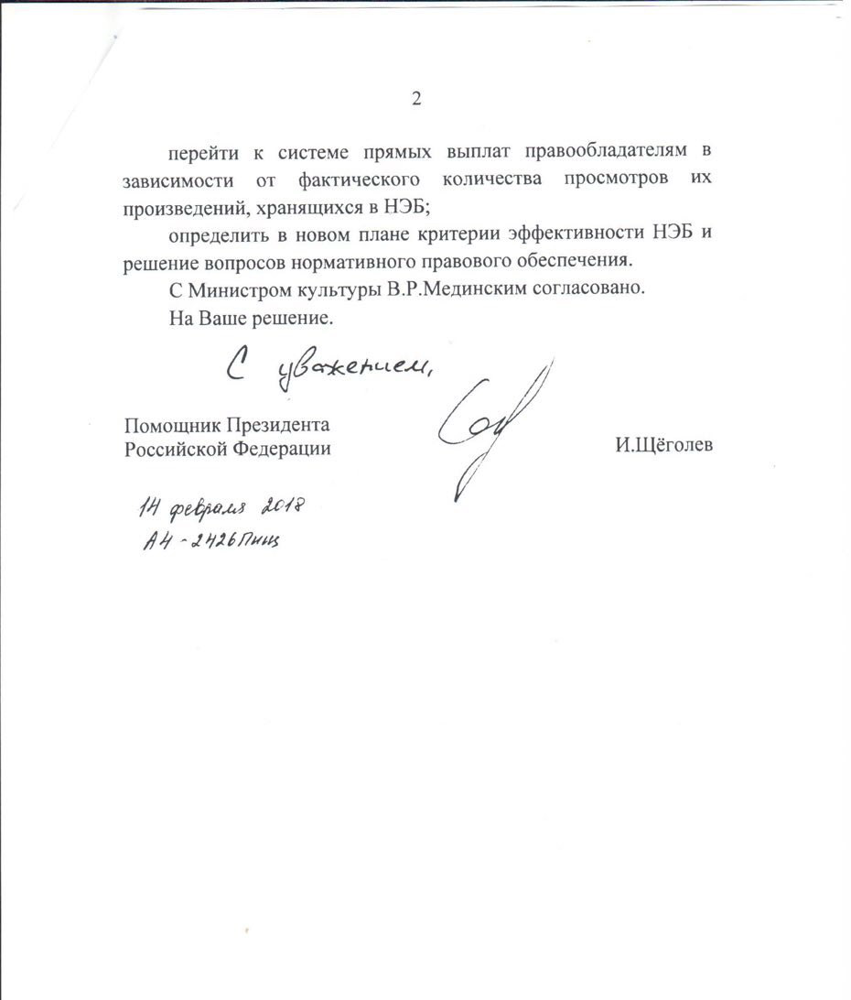 2
перейти к системе прямых выплат правообладателям в
зависимости от фактического количества просмотров их
произведений, хранящихся в НЭБ;
определить в новом плане критерии эффективности НЭБ и
решение вопросов нормативного правового обеспечения.
С Министром культуры В.Р.Мединским согласовано.
На Ваше решение.
С уважением,
Помощник Президента
Российской Федерации
И.Щёголев
14 февраля 2018
А4-2426Пищ